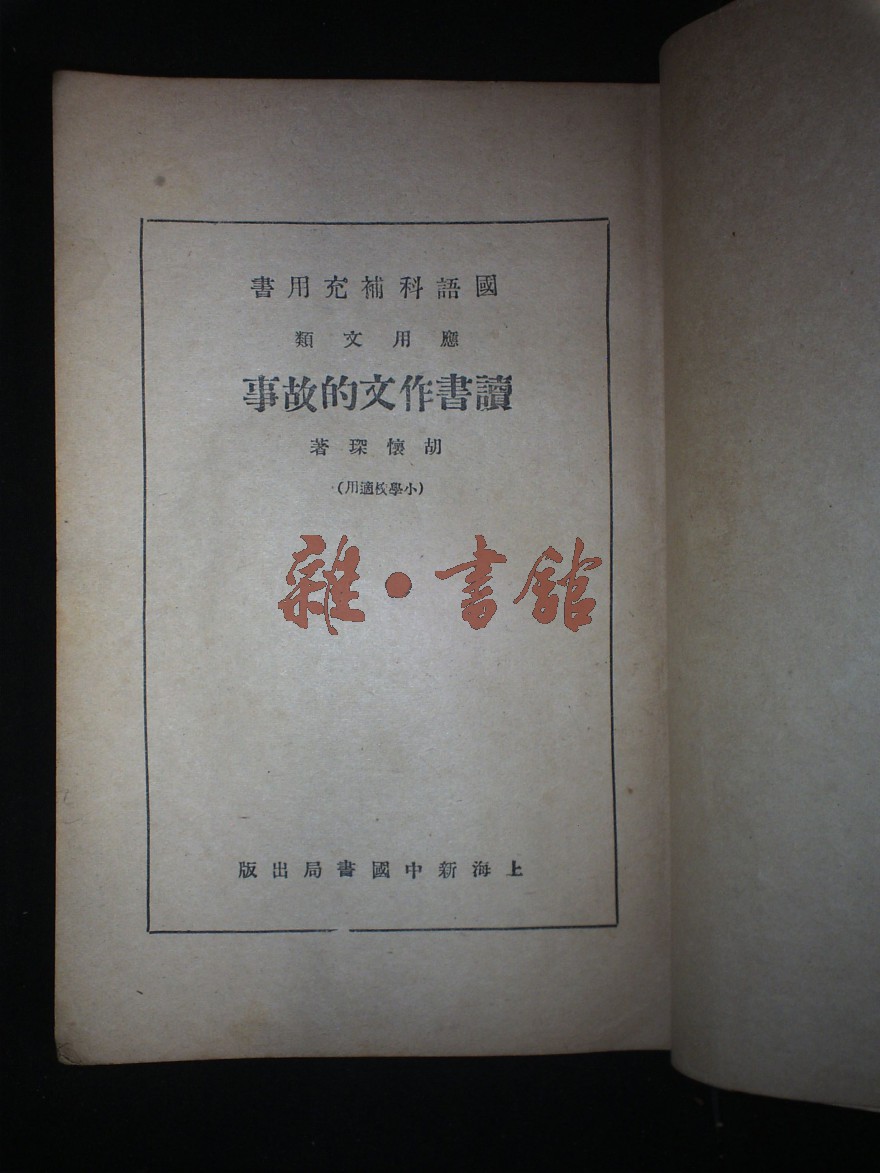 國語科補充用書
應用文類
讀書作文的故事
胡懷琛著
(小學校適用)
雜·書館
上海新中國書局出版